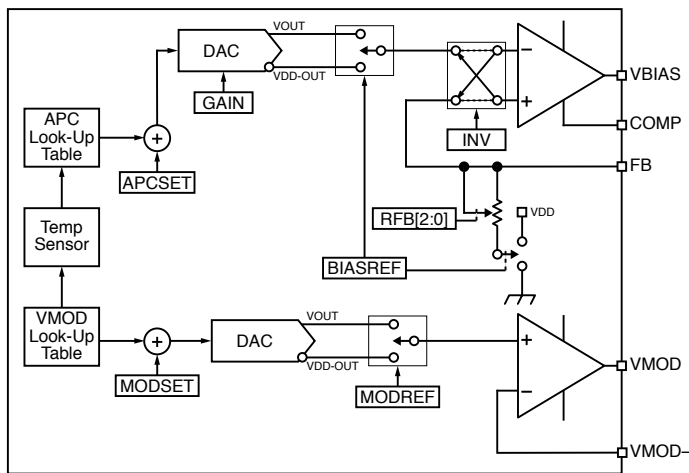 VOUT
DAC
VDD-OUT
GAIN
–
+
VBIAS
COMP
INV
FB
APC
Look-Up
Table
+
APCSET
RFB[2:0]
VDD
Temp
Sensor
BIASREF
VMOD
Look-Up
Table
+
MODSET
VOUT
DAC
VDD-OUT
MODREF
+
–
VMOD
VMOD–